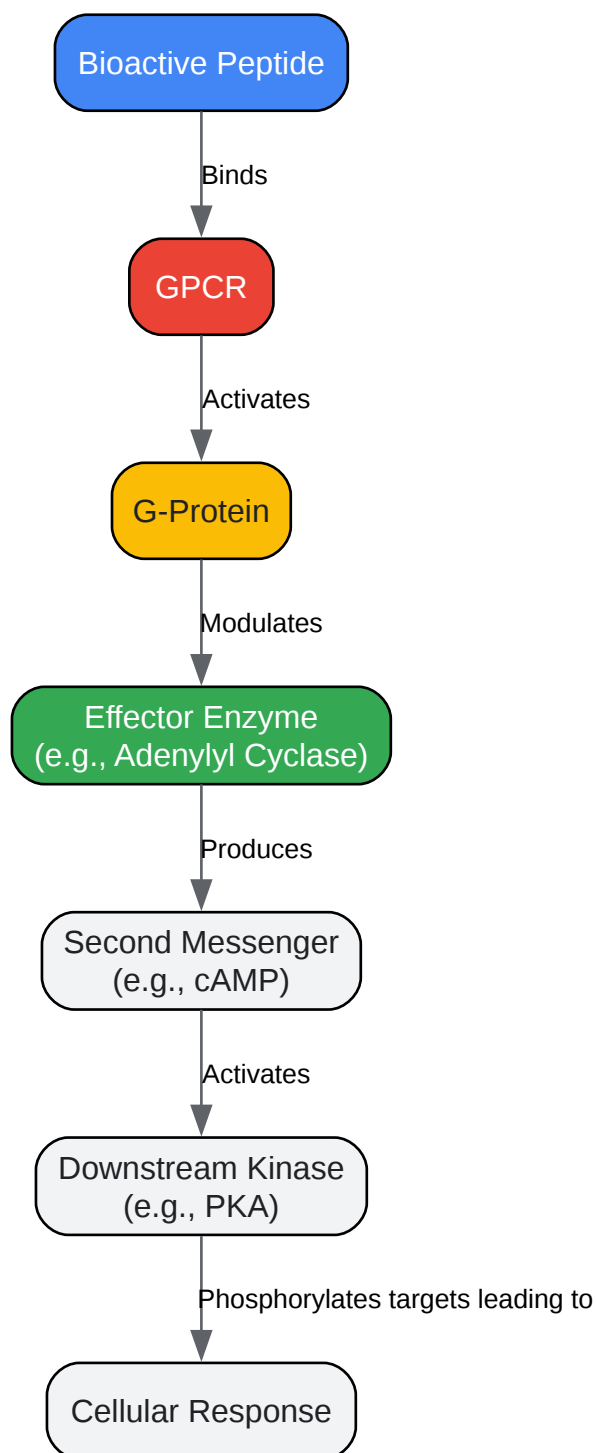 Bioactive Peptide
Binds
GPCR
Activates
G-Protein
Modulates
Effector Enzyme
(e.g., Adenylyl Cyclase)
Produces
Second Messenger
(e.g., cAMP)
Activates
Downstream Kinase
(e.g., PKA)
Phosphorylates targets leading to
Cellular Response